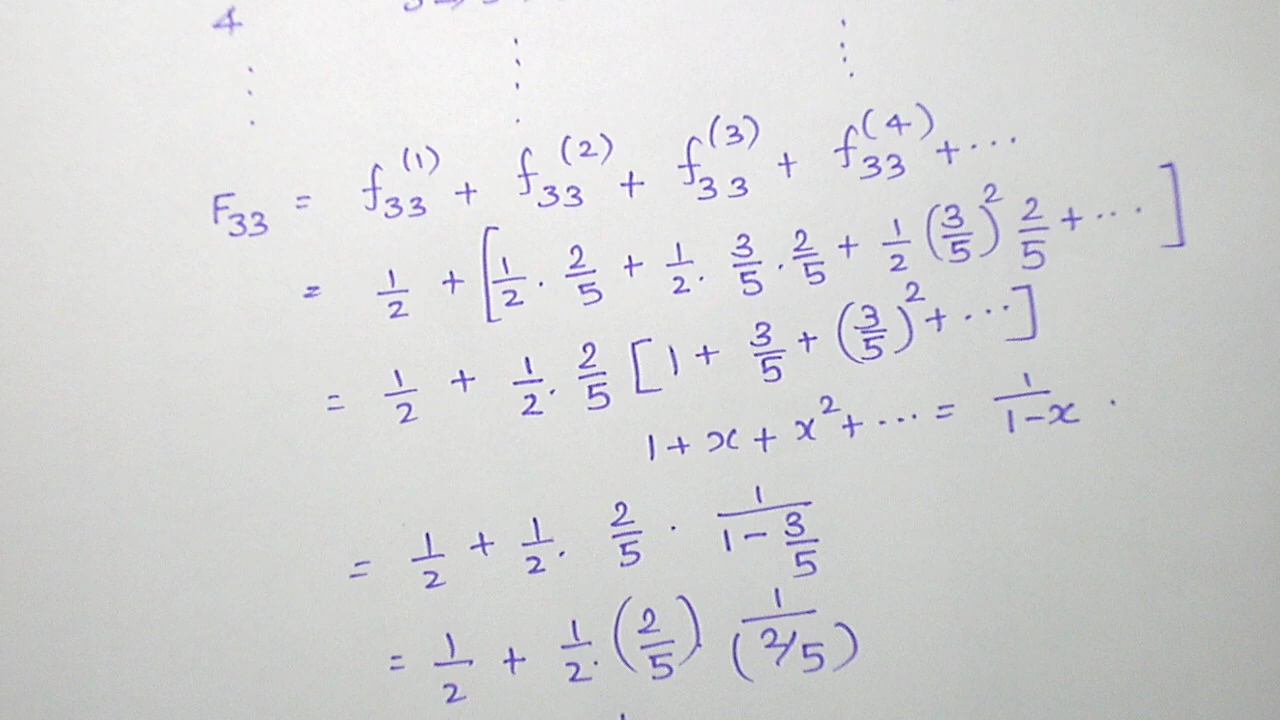 4
⋮ ⋮ ⋮
F₃₃ = f₃₃⁽¹⁾ + f₃₃⁽²⁾ + f₃₃⁽³⁾ + f₃₃⁽⁴⁾ + ...
= 1/2 + [1/2 . 2/5 + 1/2 . 3/5 . 2/5 + 1/2 (3/5)² 2/5 + ... ]
= 1/2 + 1/2 . 2/5 [1 + 3/5 + (3/5)² + ...]
1 + x + x² + ... = 1/(1-x) .
= 1/2 + 1/2 . 2/5 . 1/(1 - 3/5)
= 1/2 + 1/2 . (2/5) 1/(2/5)